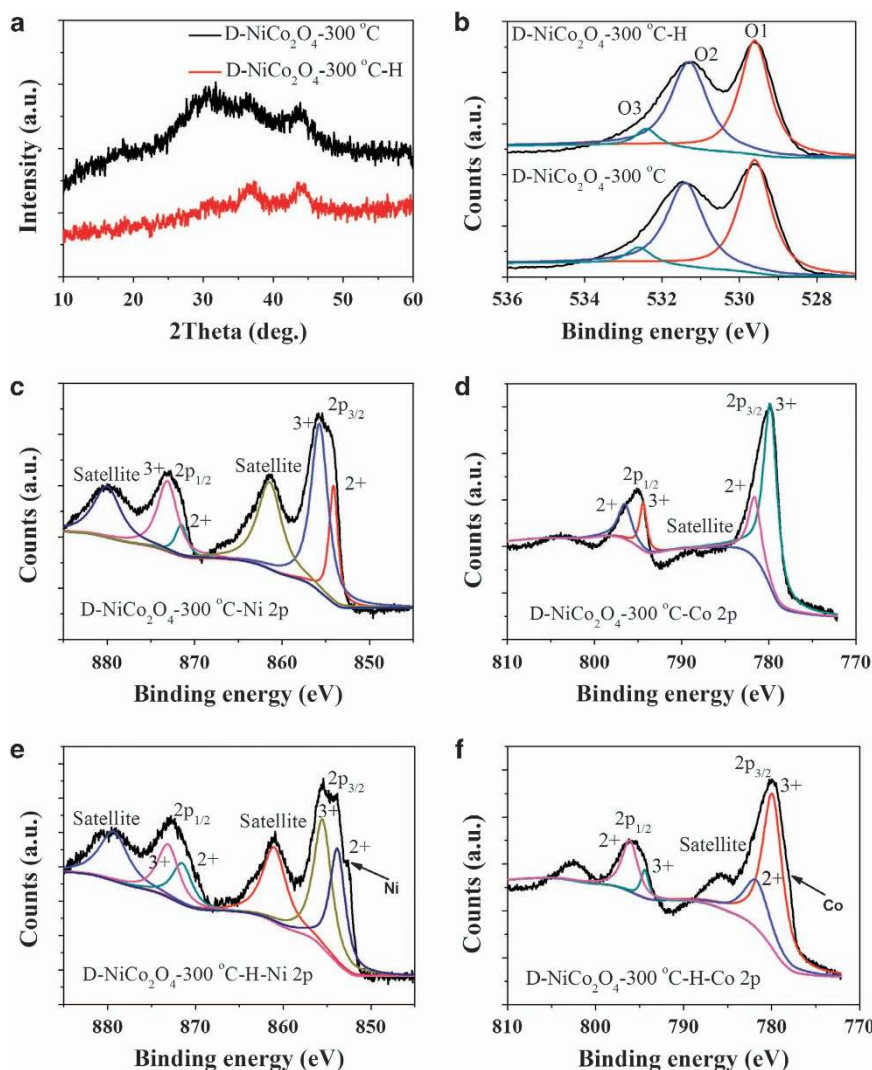 a
D-NiCo₂O₄-300 °C
D-NiCo₂O₄-300 °C-H
Intensity (a.u.)
10 20 30 40 50 60
2Theta (deg.)
b
D-NiCo₂O₄-300 °C-H
O1
O2
O3
D-NiCo₂O₄-300 °C
Counts (a.u.)
536 534 532 530 528
Binding energy (eV)
c
2p₃/₂
3+
Satellite
3+
2p₁/₂
Satellite
2+
2+
Counts (a.u.)
D-NiCo₂O₄-300 °C-Ni 2p
880 870 860 850
Binding energy (eV)
d
2p₃/₂
3+
2p₁/₂
2+
2+
3+
Satellite
Counts (a.u.)
D-NiCo₂O₄-300 °C-Co 2p
810 800 790 780 770
Binding energy (eV)
e
2p₃/₂
3+
2p₁/₂
Satellite
Satellite
2+
3+
2+
Ni
Counts (a.u.)
D-NiCo₂O₄-300 °C-H-Ni 2p
880 870 860 850
Binding energy (eV)
f
2p₃/₂
3+
2p₁/₂
Satellite
2+
3+
2+
Co
Counts (a.u.)
D-NiCo₂O₄-300 °C-H-Co 2p
810 800 790 780 770
Binding energy (eV)